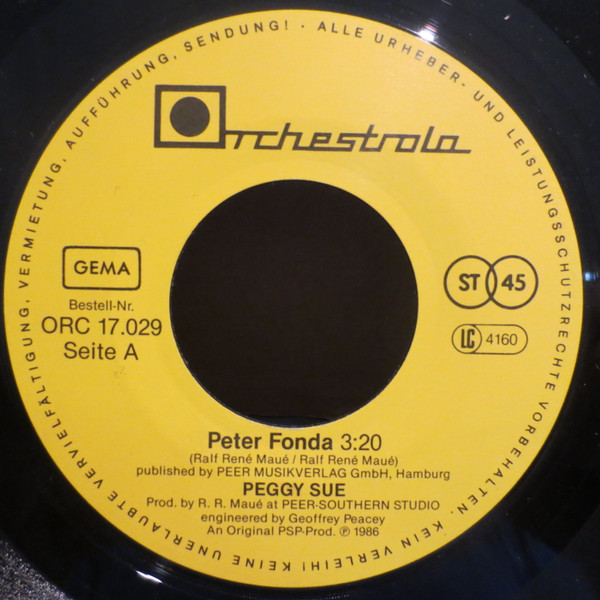 ALLE URHEBER- UND LEISTUNGSSCHUTZRECHTE VORBEHALTEN. KEIN VERLEIH! KEINE UNERLAUBTE VERVIELFÄLTIGUNG, VERMIETUNG, AUFFÜHRUNG, SENDUNG! ·
Orchestrola
GEMA
Bestell-Nr.
ORC 17.029
Seite A
ST 45
LC 4160
Peter Fonda 3:20
(Ralf René Maué / Ralf René Maué)
published by PEER MUSIKVERLAG GmbH, Hamburg
PEGGY SUE
Prod. by R. R. Maué at PEER-SOUTHERN STUDIO
engineered by Geoffrey Peacey
An Original PSP-Prod. ℗ 1986